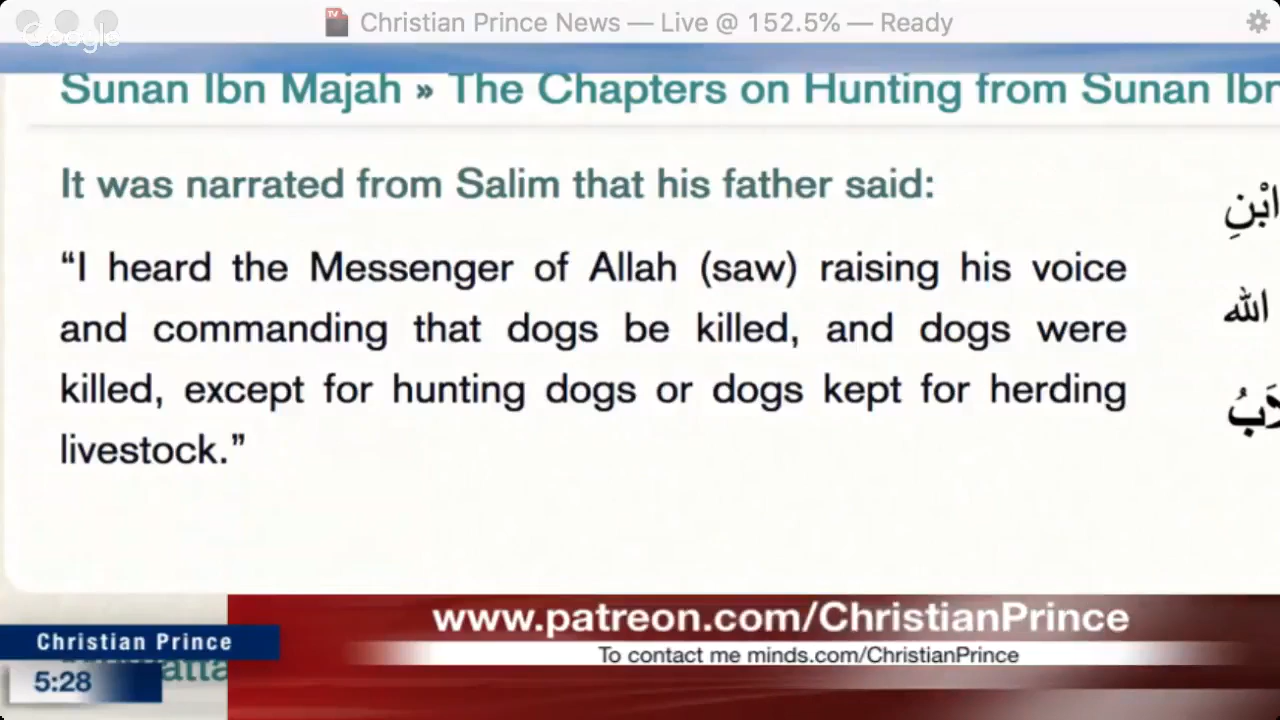 Christian Prince News — Live @ 152.5% — Ready
Google
Sunan Ibn Majah » The Chapters on Hunting from Sunan Ibn
It was narrated from Salim that his father said:
ابْنِ
“I heard the Messenger of Allah (saw) raising his voice
and commanding that dogs be killed, and dogs were
الله
killed, except for hunting dogs or dogs kept for herding
livestock.”
www.patreon.com/ChristianPrince
Christian Prince
To contact me minds.com/ChristianPrince
5:28